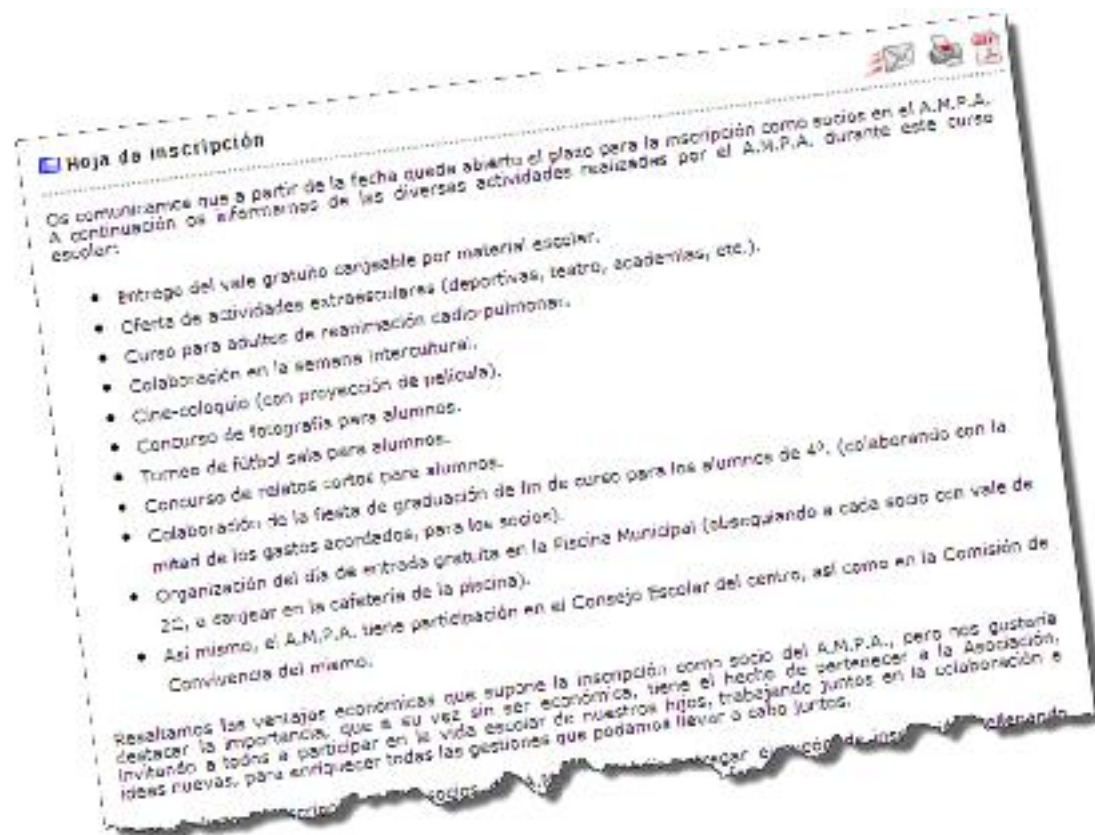 Hoja de inscripción
Os comunicamos que a partir de la fecha queda abierto el plazo para la inscripción como socios en el A.M.P.A.
A continuación os informamos de las diversas actividades realizadas por el A.M.P.A. durante este curso
escolar:
• Entrega del vale gratuito canjeable por material escolar.
• Oferta de actividades extraescolares (deportivas, teatro, academias, etc.).
• Curso para adultos de reanimación cadio-pulmonar.
• Colaboración en la semana intercultural.
• Cine-coloquio (con proyección de película).
• Concurso de fotografía para alumnos.
• Torneo de fútbol sala para alumnos.
• Concurso de relatos cortos para alumnos.
• Colaboración de la fiesta de graduación de fin de curso para los alumnos de 4º. (colaborando con la
mitad de los gastos acordados, para los socios).
• Organización del día de entrada gratuita en la Piscina Municipal (obsequiando a cada socio con vale de
a canjear en la cafetería de la piscina).
• Así mismo, el A.M.P.A. tiene participación en el Consejo Escolar del centro, así como en la Comisión de
Convivencia del mismo.
Resaltamos las ventajas económicas que supone la inscripción como socio del A.M.P.A., pero nos gustaría
destacar la importancia, que a su vez sin ser económica, tiene el hecho de pertenecer a la Asociación,
invitando a todos a participar en la vida escolar de nuestros hijos, trabajando juntos en la colaboración e
ideas nuevas, para enriquecer todas las gestiones que podamos llevar a cabo juntos.
socios